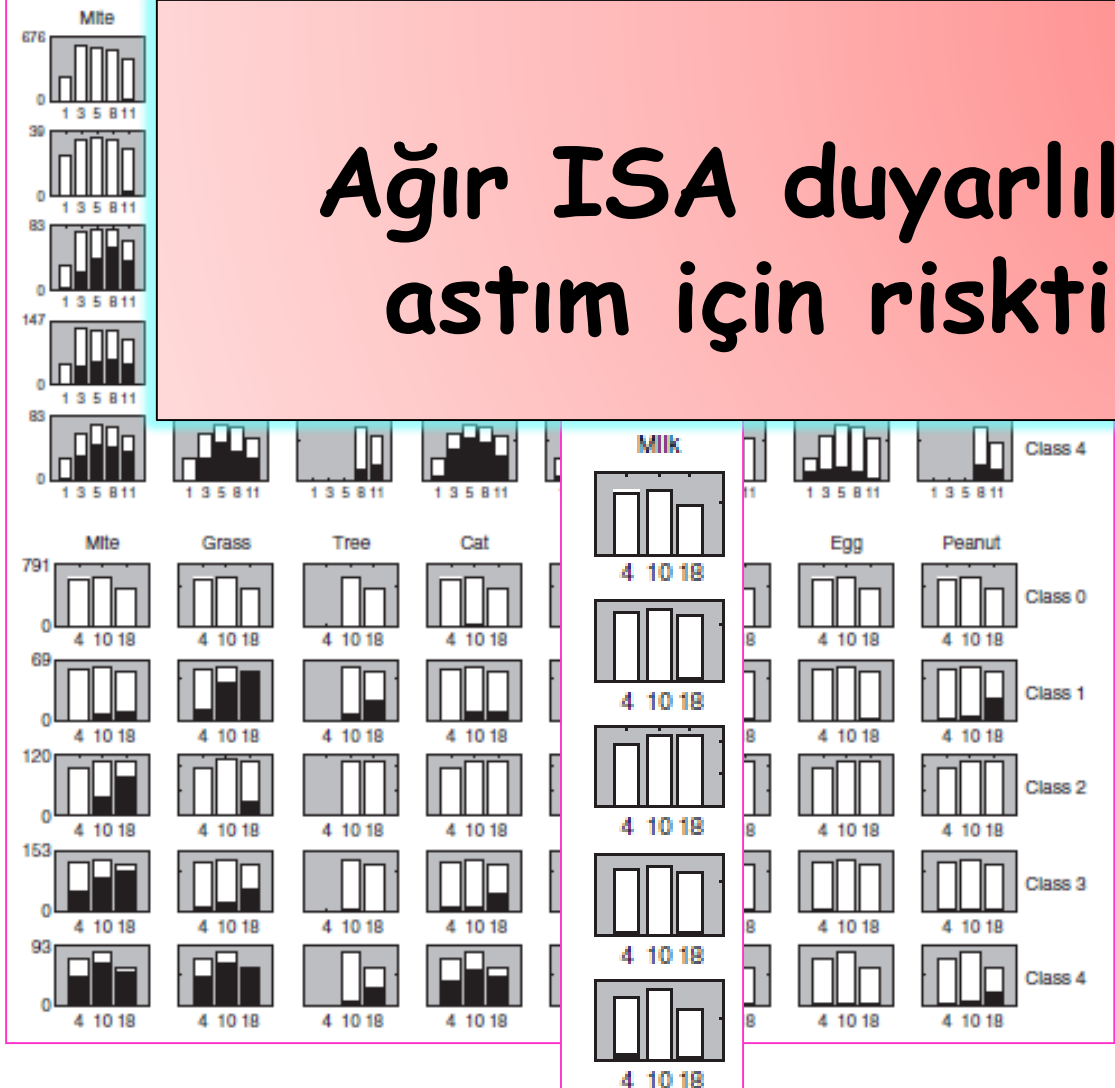 Mite
676
0
1 3 5 8 11
39
0
1 3 5 8 11
83
0
1 3 5 8 11
147
0
1 3 5 8 11
Ağır ISA duyarlıl
astım için riskti
83
0
1 3 5 8 11
1 3 5 8 11
1 3 5 8 11
1 3 5 8 11
11
1 3 5 8 11
1 3 5 8 11
Class 4
Milk
4 10 18
4 10 18
4 10 18
4 10 18
4 10 18
Mite Grass Tree Cat Egg Peanut
791
0
4 10 18 4 10 18 4 10 18 4 10 18 8 4 10 18 4 10 18
Class 0
69
0
4 10 18 4 10 18 4 10 18 4 10 18 8 4 10 18 4 10 18
Class 1
120
0
4 10 18 4 10 18 4 10 18 4 10 18 8 4 10 18 4 10 18
Class 2
153
0
4 10 18 4 10 18 4 10 18 4 10 18 8 4 10 18 4 10 18
Class 3
93
0
4 10 18 4 10 18 4 10 18 4 10 18 8 4 10 18 4 10 18
Class 4